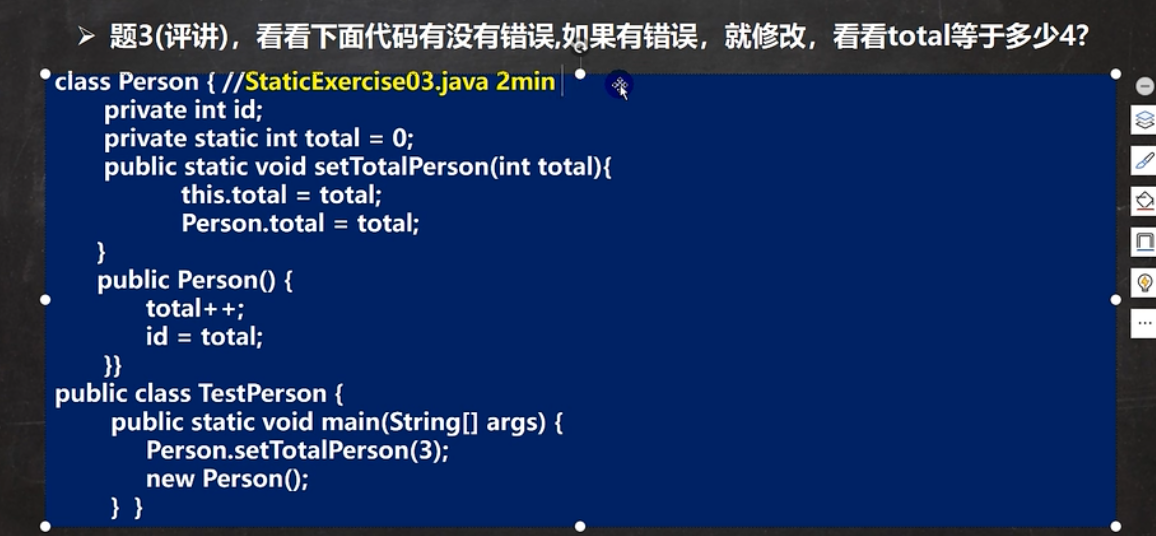 ➢ 题3(评讲)，看看下面代码有没有错误,如果有错误，就修改，看看total等于多少4?
class Person { //StaticExercise03.java 2min
private int id;
private static int total = 0;
public static void setTotalPerson(int total){
this.total = total;
Person.total = total;
}
public Person() {
total++;
id = total;
}}
public class TestPerson {
public static void main(String[] args) {
Person.setTotalPerson(3);
new Person();
} }